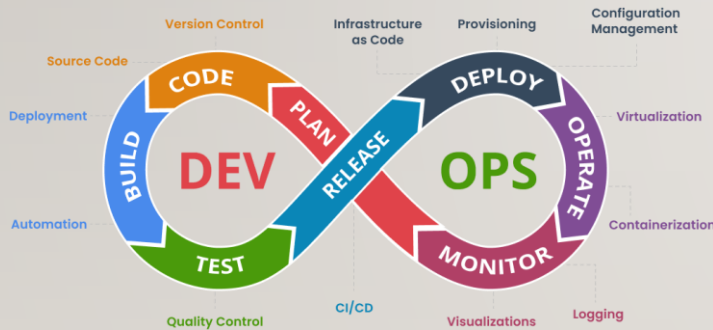 Version Control
Infrastructure
as Code
Provisioning
Configuration
Management
Source Code
CODE
DEPLOY
Deployment
PLAN
Virtualization
BUILD
DEV
RELEASE
OPS
OPERATE
Automation
Containerization
TEST
MONITOR
Quality Control
CI/CD
Visualizations
Logging